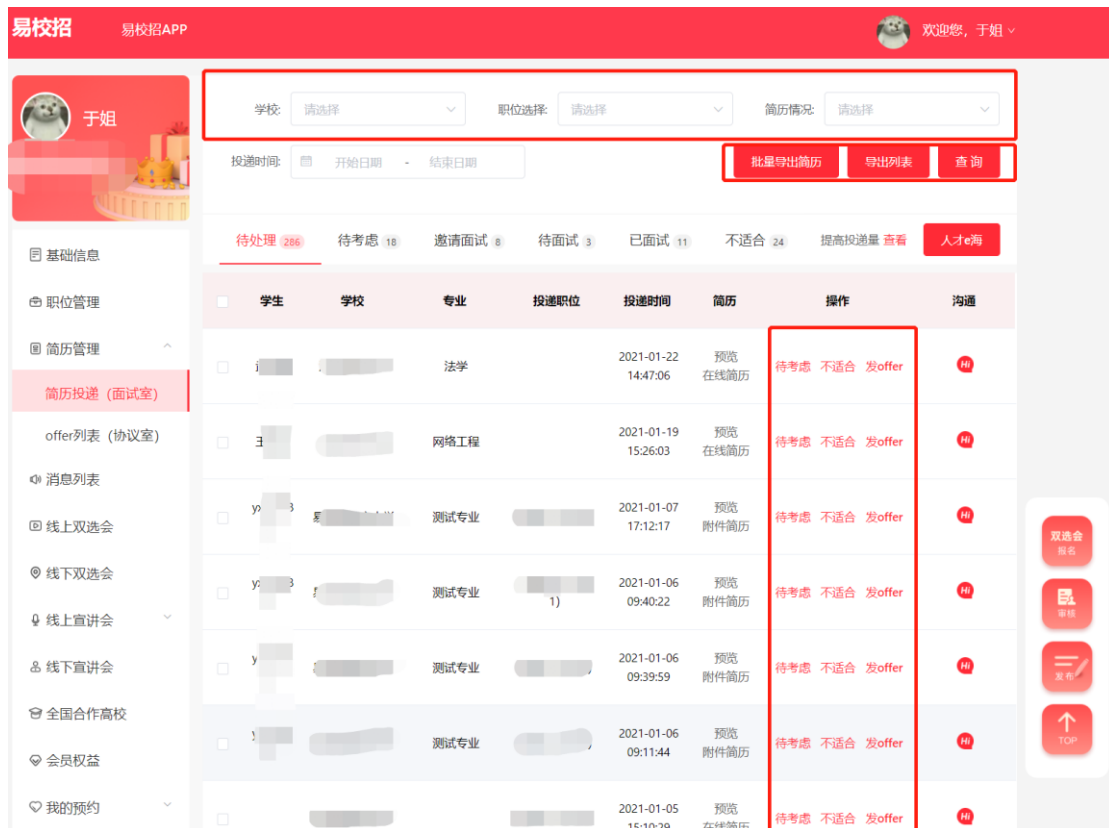 易校招 易校招APP 欢迎您，于姐
于姐
学校: 请选择 职位选择: 请选择 简历情况: 请选择
投递时间: 开始日期 - 结束日期 批量导出简历 导出列表 查 询
待处理 286 待考虑 18 邀请面试 8 待面试 3 已面试 11 不适合 24 提高投递量 查看 人才e海
基础信息
职位管理
简历管理
简历投递（面试室）
offer列表（协议室）
消息列表
线上双选会
线下双选会
线上宣讲会
线下宣讲会
全国合作高校
会员权益
我的预约
学生 学校 专业 投递职位 投递时间 简历 操作 沟通
法学 2021-01-22 预览 待考虑 不适合 发offer Hi
14:47:06 在线简历
网络工程 2021-01-19 预览 待考虑 不适合 发offer Hi
15:26:03 在线简历
测试专业 2021-01-07 预览 待考虑 不适合 发offer Hi
17:12:17 附件简历
测试专业 2021-01-06 预览 待考虑 不适合 发offer Hi
1) 09:40:22 附件简历
测试专业 2021-01-06 预览 待考虑 不适合 发offer Hi
09:39:59 附件简历
测试专业 2021-01-06 预览 待考虑 不适合 发offer Hi
09:11:44 附件简历
2021-01-05 预览 待考虑 不适合 发offer Hi
15:10:29 在线简历
双选会
报名
审核
发布
TOP